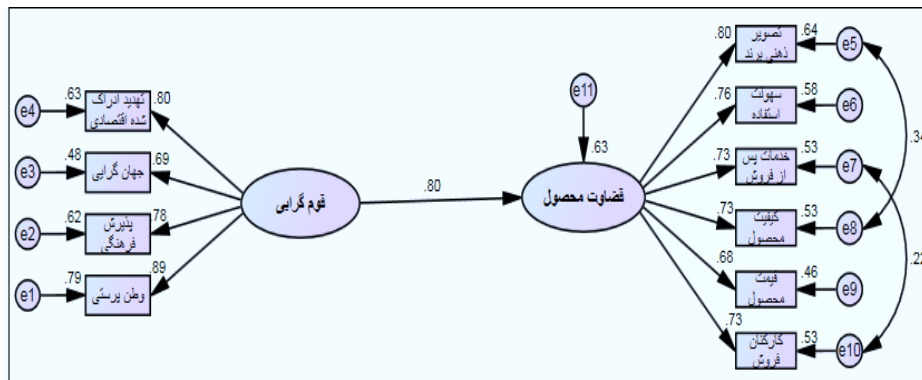 .80
تصویر
ذهنی برند
.64
e5
e11
.76
سهولت
استفاده
.58
e6
.34
e4
.63
تهدید ادراک
شده اقتصادی
.80
.73
خدمات پس
از فروش
.53
e7
e3
.48
جهان گرایی
.69
.63
.80
قوم گرایی
قضاوت محصول
.73
کیفیت
محصول
.53
e8
e2
.62
پذیرش
فرهنگی
.78
.22
.68
قیمت
محصول
.46
e9
e1
.79
وطن پرستی
.89
.73
کارکنان
فروش
.53
e10